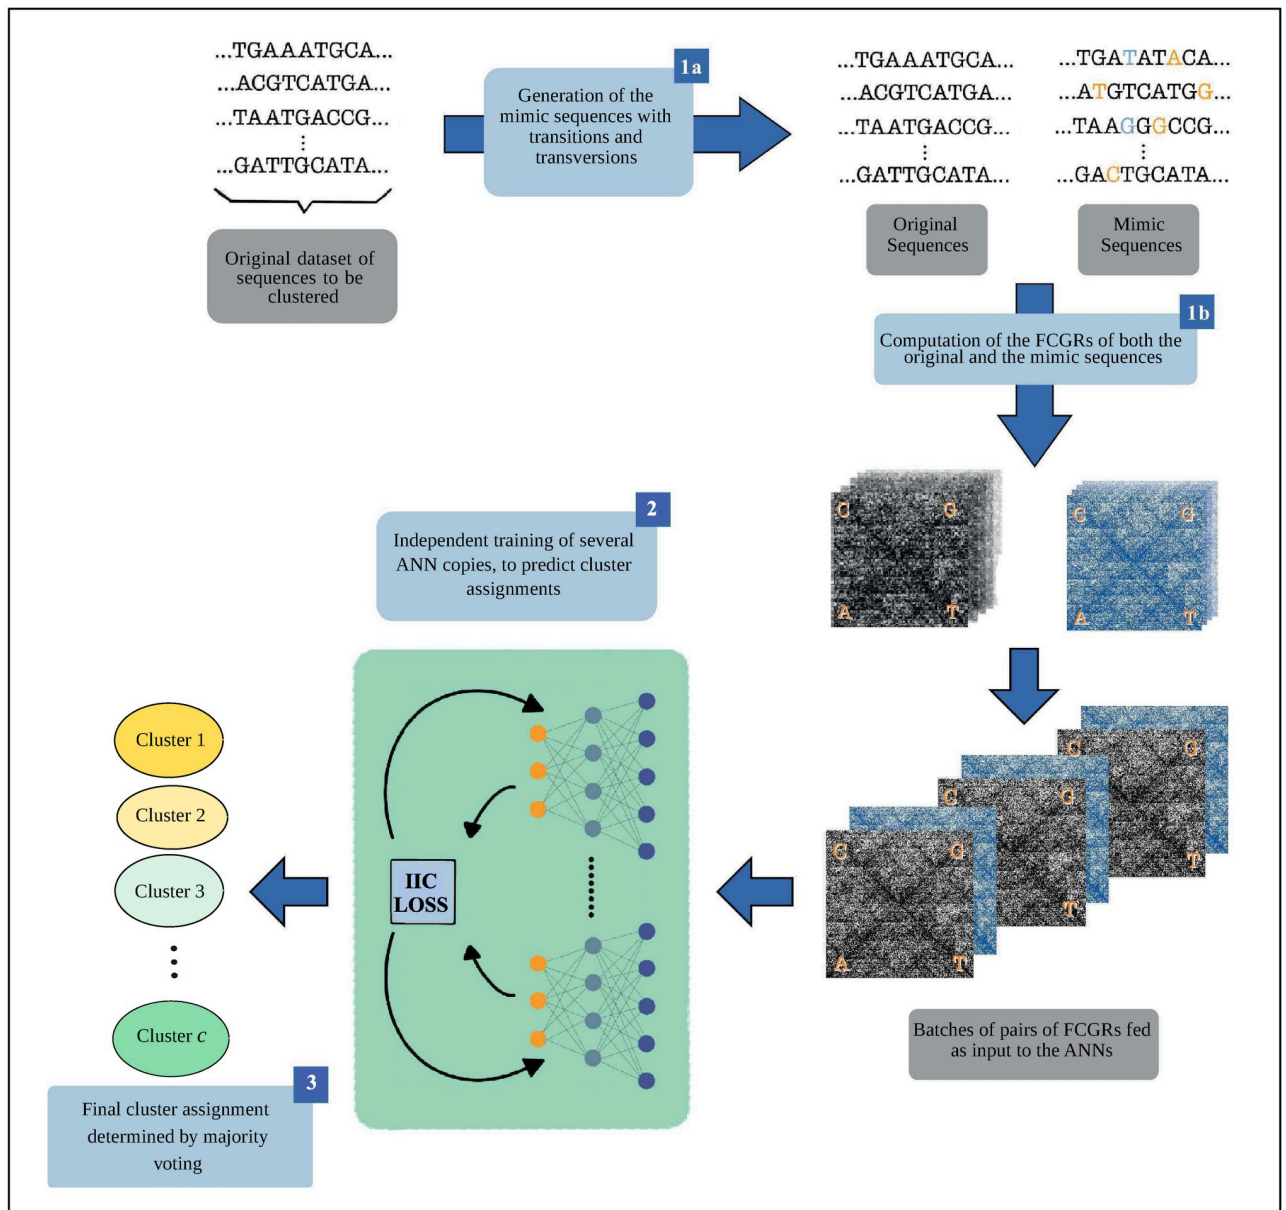 ...TGAAATGCA...
...ACGTCATGA...
...TAATGACCG...
...GATTGCATA...
Original dataset of
sequences to be
clustered
1a
Generation of the
mimic sequences with
transitions and
transversions
...TGAAATGCA...
...ACGTCATGA...
...TAATGACCG...
...GATTGCATA...
Original
Sequences
...TGATATACA...
...ATGTCATGG...
...TAAGGGCCG...
...GACTGCATA...
Mimic
Sequences
1b
Computation of the FCGRs of both the
original and the mimic sequences
C G
A T
C G
A T
C G
T
C G
T
C G
A T
Batches of pairs of FCGRs fed
as input to the ANNs
2
Independent training of several
ANN copies, to predict cluster
assignments
IIC
LOSS
Cluster 1
Cluster 2
Cluster 3
Cluster c
3
Final cluster assignment
determined by majority
voting